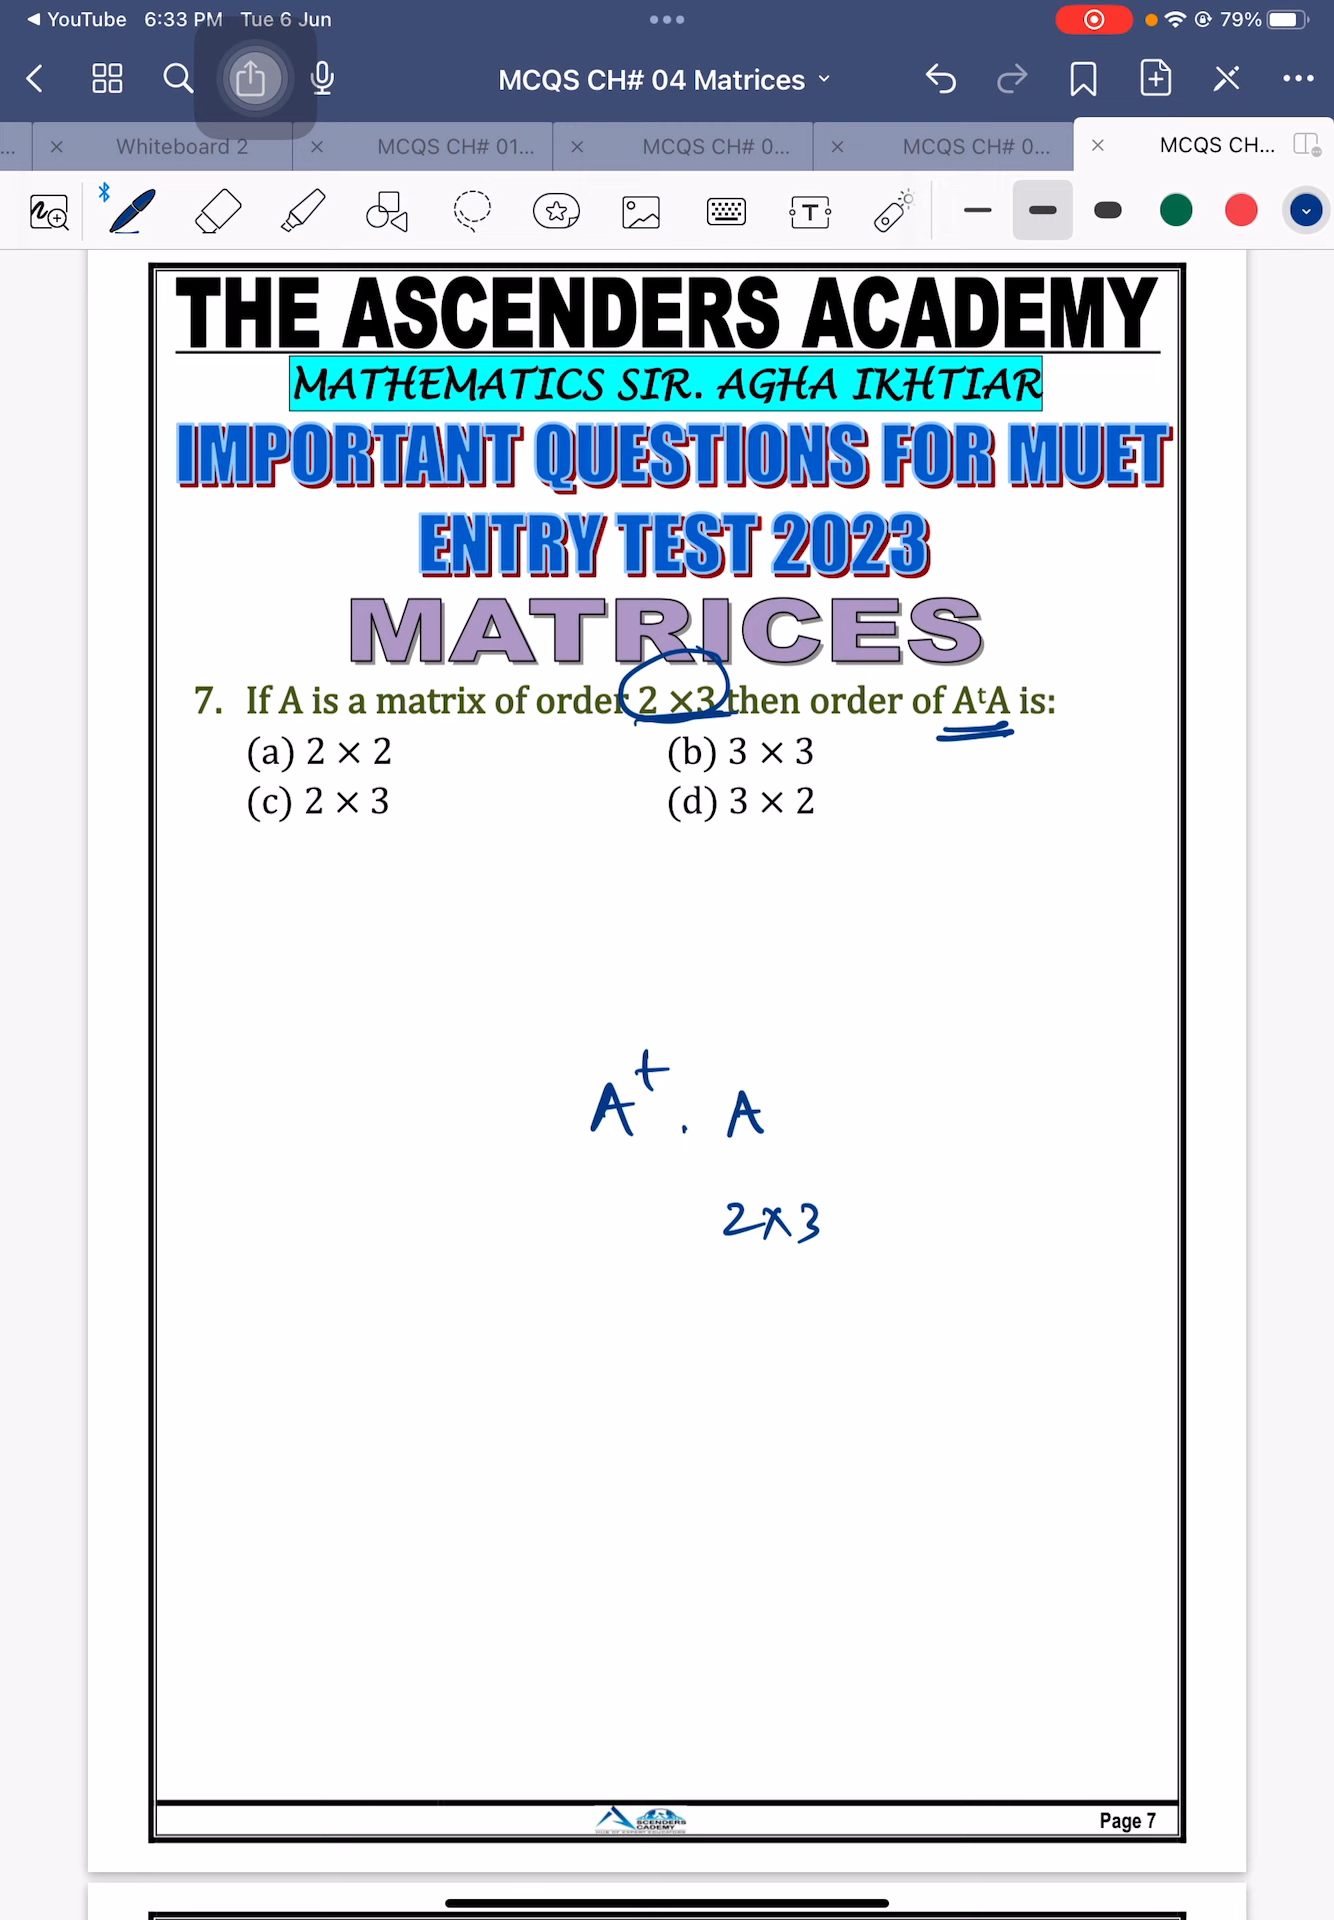 ◀ YouTube 6:33 PM Tue 6 Jun 79%
MCQS CH# 04 Matrices
... Whiteboard 2 MCQS CH# 01... MCQS CH# 0... MCQS CH# 0... MCQS CH...
T
THE ASCENDERS ACADEMY
MATHEMATICS SIR. AGHA IKHTIAR
IMPORTANT QUESTIONS FOR MUET
ENTRY TEST 2023
MATRICES
7. If A is a matrix of order 2 ×3 then order of AᵗA is:
(a) 2 × 2 (b) 3 × 3
(c) 2 × 3 (d) 3 × 2
Aᵗ . A
2×3
SCENDERS
CADEMY
Page 7